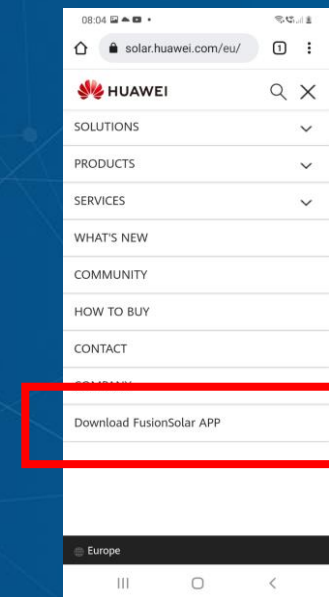 08:04
solar.huawei.com/eu/
1
HUAWEI
SOLUTIONS
PRODUCTS
SERVICES
WHAT'S NEW
COMMUNITY
HOW TO BUY
CONTACT
COMPANY
Download FusionSolar APP
Europe